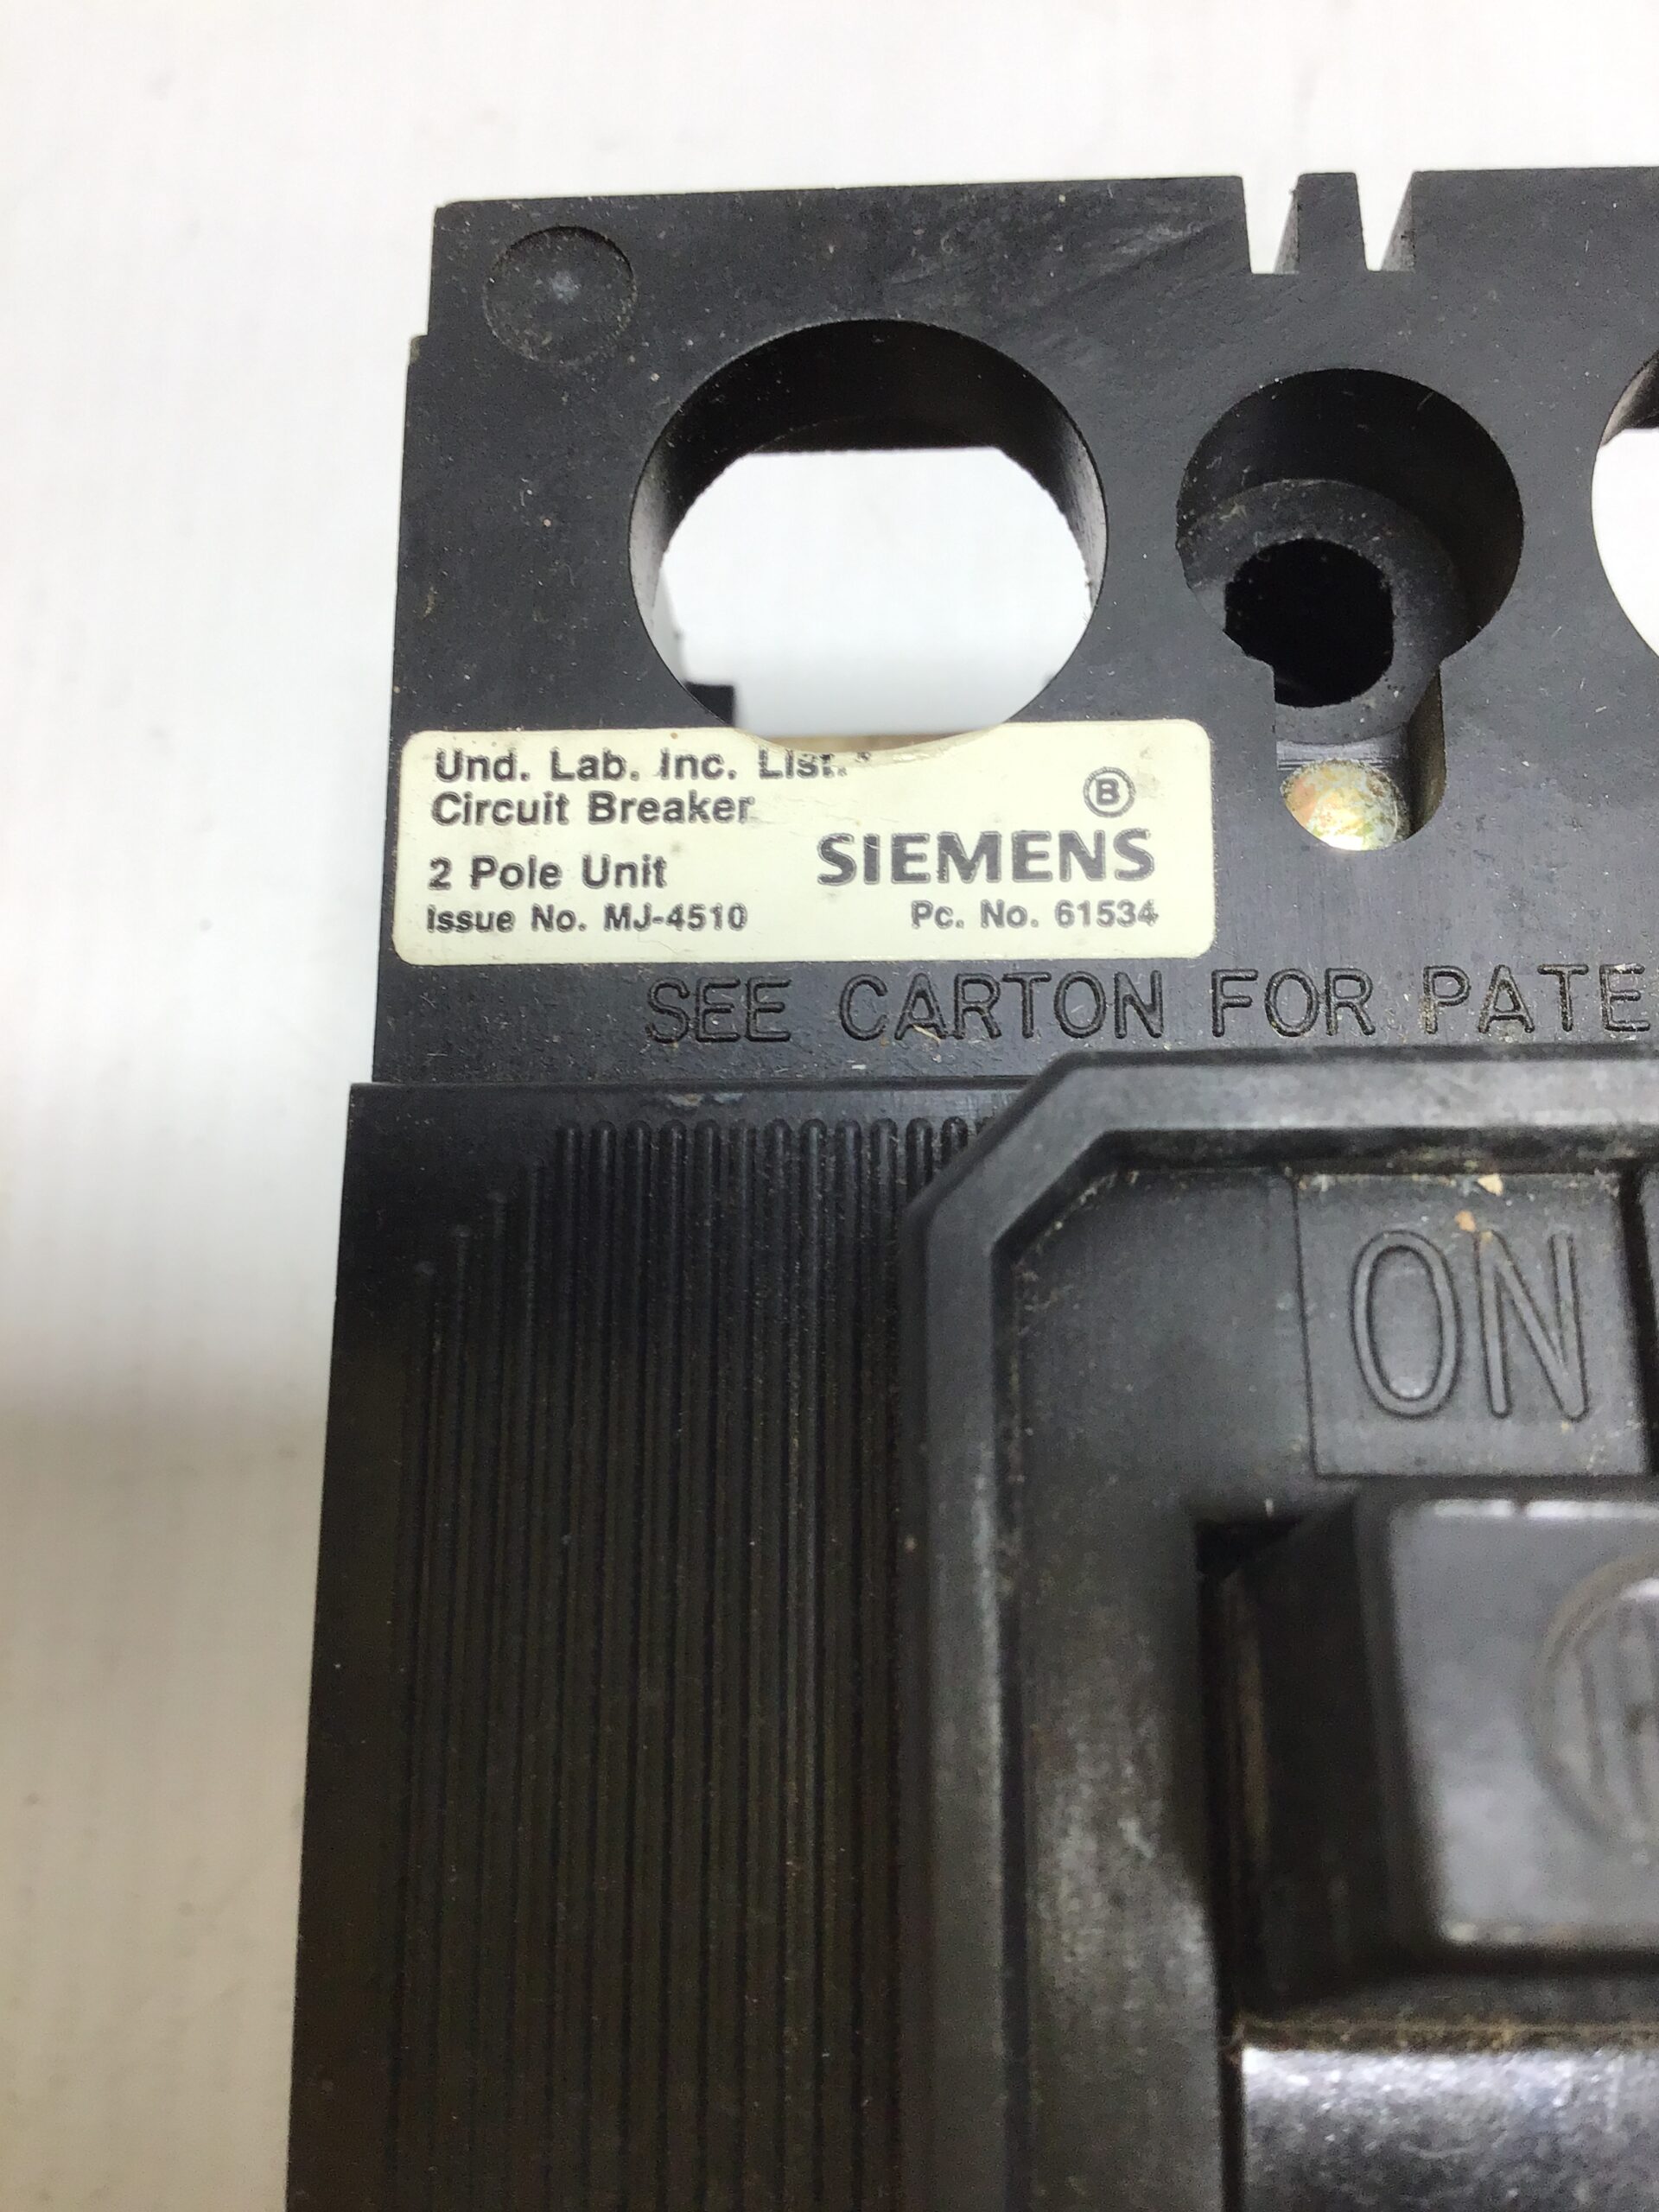 Und. Lab. Inc. List.
Circuit Breaker
B
2 Pole Unit
SIEMENS
Issue No. MJ-4510
Pc. No. 61534
SEE CARTON FOR PATE
ON